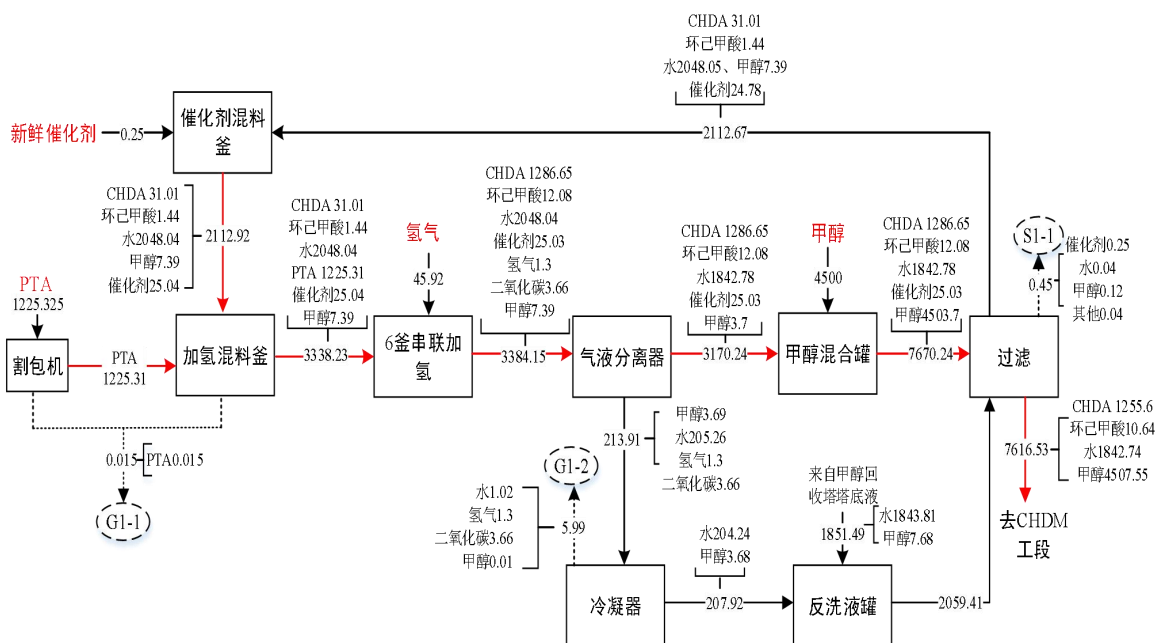 CHDA 31.01
环己甲酸1.44
水2048.05、甲醇7.39
催化剂24.78
2112.67
新鲜催化剂
0.25
催化剂混料
釜
CHDA 31.01
环己甲酸1.44
水2048.04
甲醇7.39
催化剂25.04
2112.92
CHDA 31.01
环己甲酸1.44
水2048.04
PTA 1225.31
催化剂25.04
甲醇7.39
3338.23
氢气
45.92
CHDA 1286.65
环己甲酸12.08
水2048.04
催化剂25.03
氢气1.3
二氧化碳3.66
甲醇7.39
3384.15
CHDA 1286.65
环己甲酸12.08
水1842.78
催化剂25.03
甲醇3.7
3170.24
甲醇
4500
CHDA 1286.65
环己甲酸12.08
水1842.78
催化剂25.03
甲醇4503.7
7670.24
S1-1
0.45
催化剂0.25
水0.04
甲醇0.12
其他0.04
PTA
1225.325
割包机
PTA
1225.31
加氢混料釜
6釜串联加
氢
气液分离器
甲醇混合罐
过滤
0.015
PTA0.015
G1-1
213.91
甲醇3.69
水205.26
氢气1.3
二氧化碳3.66
CHDA 1255.6
环己甲酸10.64
水1842.74
甲醇4507.55
7616.53
去CHDM
工段
G1-2
水1.02
氢气1.3
二氧化碳3.66
甲醇0.01
5.99
冷凝器
水204.24
甲醇3.68
207.92
来自甲醇回
收塔塔底液
1851.49
水1843.81
甲醇7.68
反洗液罐
2059.41